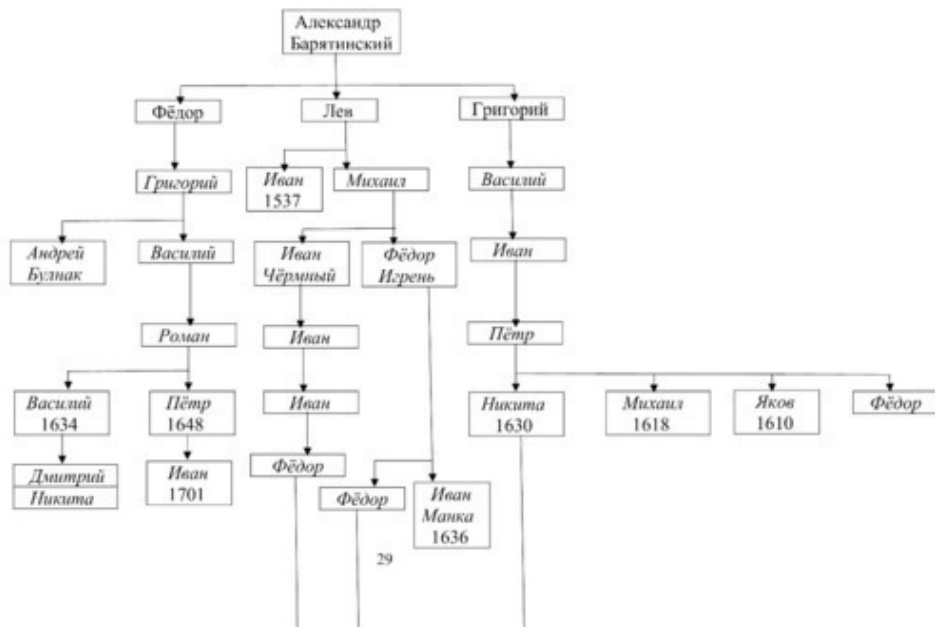 Александр
Барятинский
Фёдор
Лев
Григорий
Григорий
Иван
1537
Михаил
Василий
Андрей
Булнак
Василий
Иван
Чёрмный
Фёдор
Игрень
Иван
Роман
Иван
Пётр
Василий
1634
Пётр
1648
Иван
Никита
1630
Михаил
1618
Яков
1610
Фёдор
Дмитрий
Никита
Иван
1701
Фёдор
Фёдор
Иван
Манка
1636
29